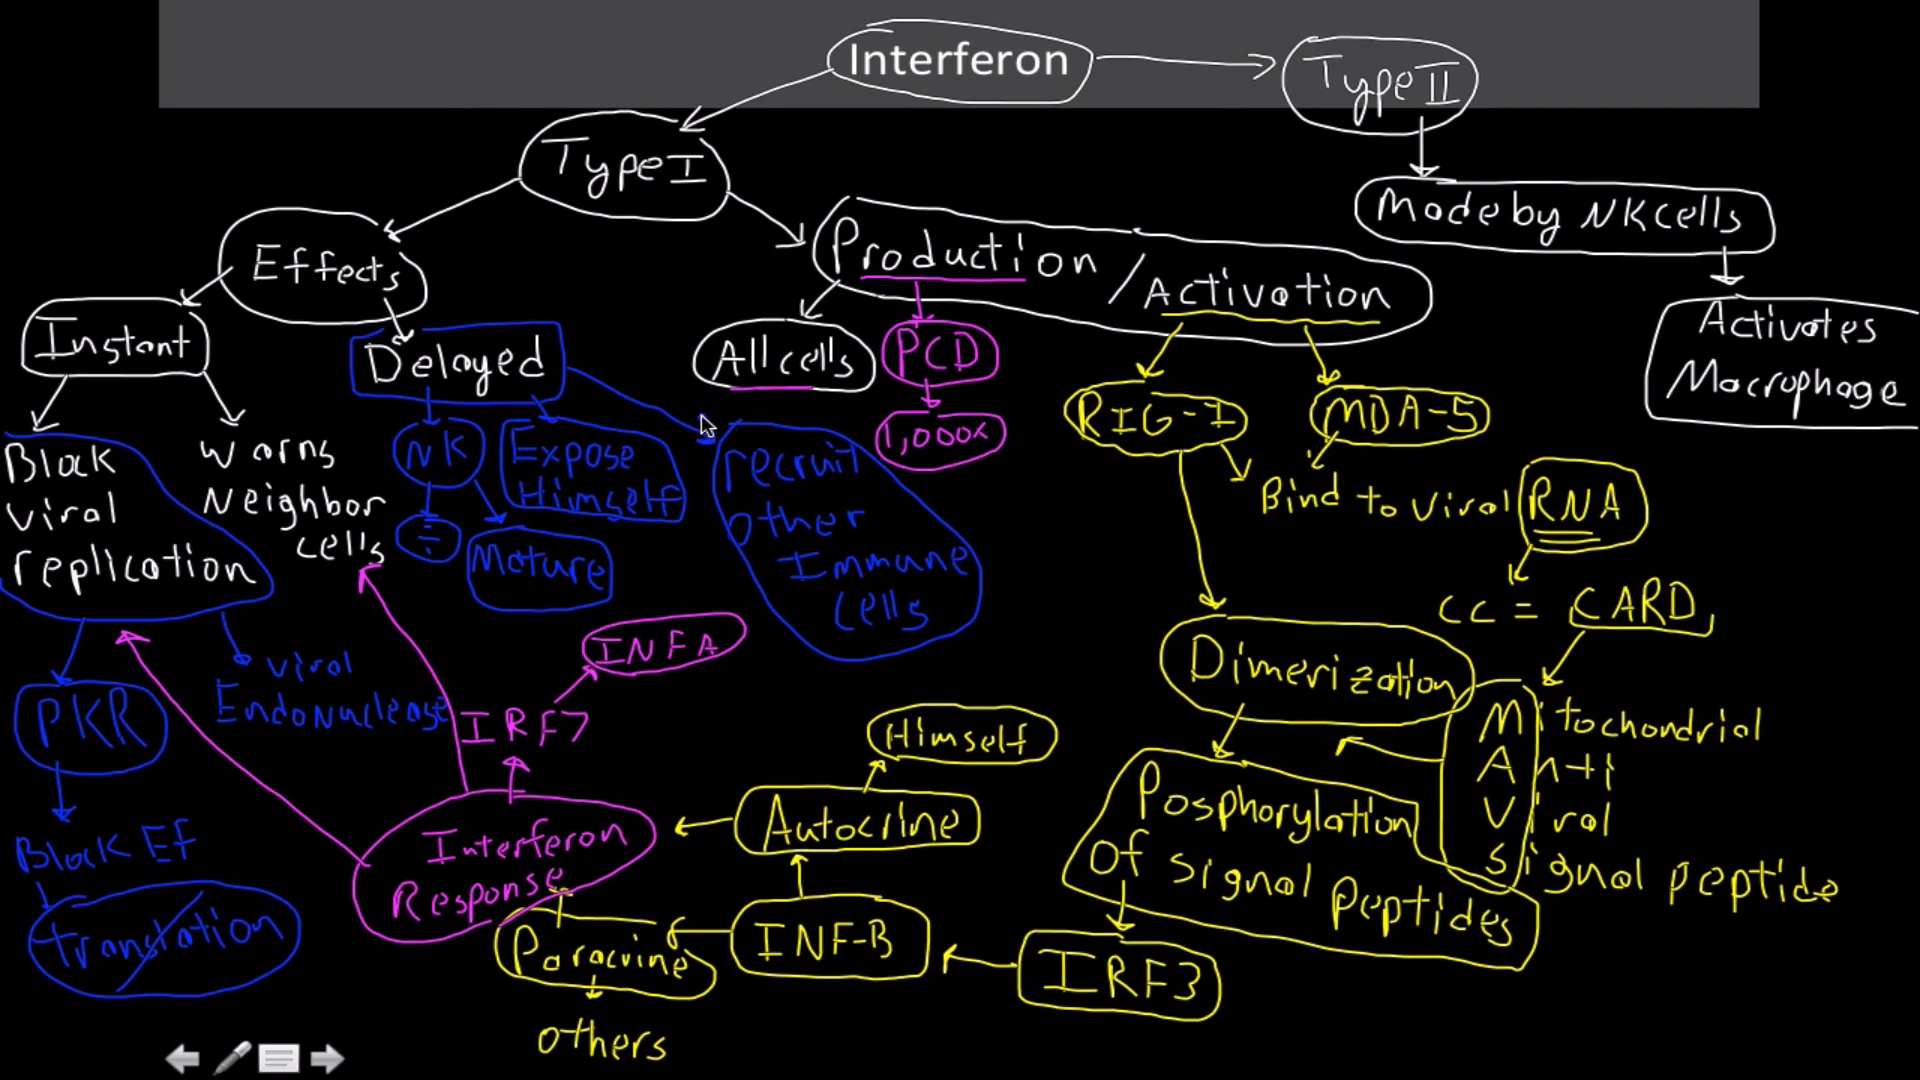 Interferon
Type II
Type I
Made by NK cells
Effects
Production
/Activation
Instant
Delayed
All cells
PCD
Activates
Macrophage
1,000x
RIG-I
MDA-5
Block
viral
replication
Warns
Neighbor
cells
NK
Expose
Himself
÷
Mature
recruit
other
Immune
cells
Bind to Viral RNA
CC = CARD
Dimerization
Mitochondrial
Anti
Viral
Signal peptide
Posphorylation
Of signal peptides
PKR
Viral
Endonuclease
Block EF
translation
INFA
IRF7
Interferon
Response
Himself
Autocrine
INF-B
Paracrine
others
IRF3